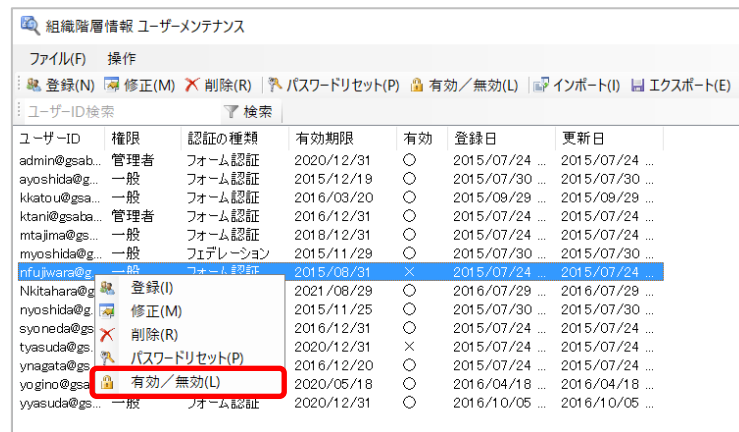 組織階層情報 ユーザーメンテナンス
ファイル(F) 操作
登録(N) 修正(M) 削除(R) パスワードリセット(P) 有効/無効(L) インポート(I) エクスポート(E)
ユーザーID検索 検索
ユーザーID 権限 認証の種類 有効期限 有効 登録日 更新日
admin@gsab... 管理者 フォーム認証 2020/12/31 ○ 2015/07/24 ... 2015/07/24 ...
ayoshida@g... 一般 フォーム認証 2015/12/19 ○ 2015/07/30 ... 2015/07/30 ...
kkatou@gsa... 一般 フォーム認証 2016/03/20 ○ 2015/09/29 ... 2015/09/29 ...
ktani@gsaba... 管理者 フォーム認証 2016/12/31 ○ 2015/07/24 ... 2015/07/24 ...
mtajima@gs... 一般 フォーム認証 2018/12/31 ○ 2015/07/24 ... 2015/07/24 ...
myoshida@g... 一般 フェデレーション 2015/11/29 ○ 2015/07/30 ... 2015/07/30 ...
nfujiwara@g... 一般 フォーム認証 2015/08/31 × 2015/07/24 ... 2015/07/24 ...
Nkitahara@g 2021/08/29 ○ 2016/07/29 ... 2016/07/29 ...
nyoshida@g. 2015/11/25 ○ 2015/07/30 ... 2015/07/30 ...
syoneda@gs 2016/12/31 ○ 2015/07/24 ... 2015/07/24 ...
tyasuda@gs. 2020/12/31 × 2015/07/24 ... 2015/07/24 ...
ynagata@gs. 2016/12/20 ○ 2015/07/24 ... 2015/07/24 ...
yogino@gsa 2020/05/18 ○ 2016/04/18 ... 2016/04/18 ...
yyasuda@gs... 一般 フォーム認証 2020/12/31 ○ 2016/10/05 ... 2016/10/05 ...
登録(I)
修正(M)
削除(R)
パスワードリセット(P)
有効/無効(L)